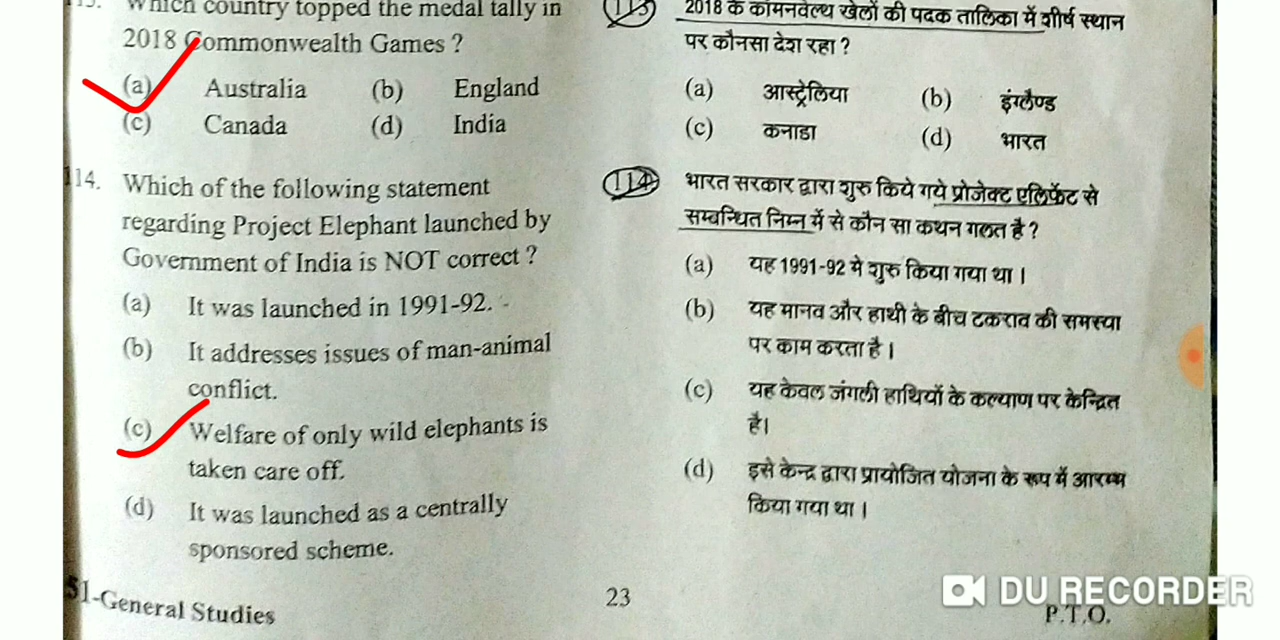 113. Which country topped the medal tally in
2018 Commonwealth Games ?
(a) Australia (b) England
(c) Canada (d) India
114. Which of the following statement
regarding Project Elephant launched by
Government of India is NOT correct ?
(a) It was launched in 1991-92.
(b) It addresses issues of man-animal
conflict.
(c) Welfare of only wild elephants is
taken care off.
(d) It was launched as a centrally
sponsored scheme.
51-General Studies
113 2018 के कॉमनवेल्थ खेलों की पदक तालिका में शीर्ष स्थान
पर कौनसा देश रहा ?
(a) आस्ट्रेलिया (b) इंग्लैण्ड
(c) कनाडा (d) भारत
114 भारत सरकार द्वारा शुरु किये गये प्रोजेक्ट एलिफेंट से
सम्बन्धित निम्न में से कौन सा कथन गलत है ?
(a) यह 1991-92 मे शुरु किया गया था ।
(b) यह मानव और हाथी के बीच टकराव की समस्या
पर काम करता है ।
(c) यह केवल जंगली हाथियों के कल्याण पर केन्द्रित
है।
(d) इसे केन्द्र द्वारा प्रायोजित योजना के रूप में आरम्भ
किया गया था ।
23
P.T.O.
DU RECORDER